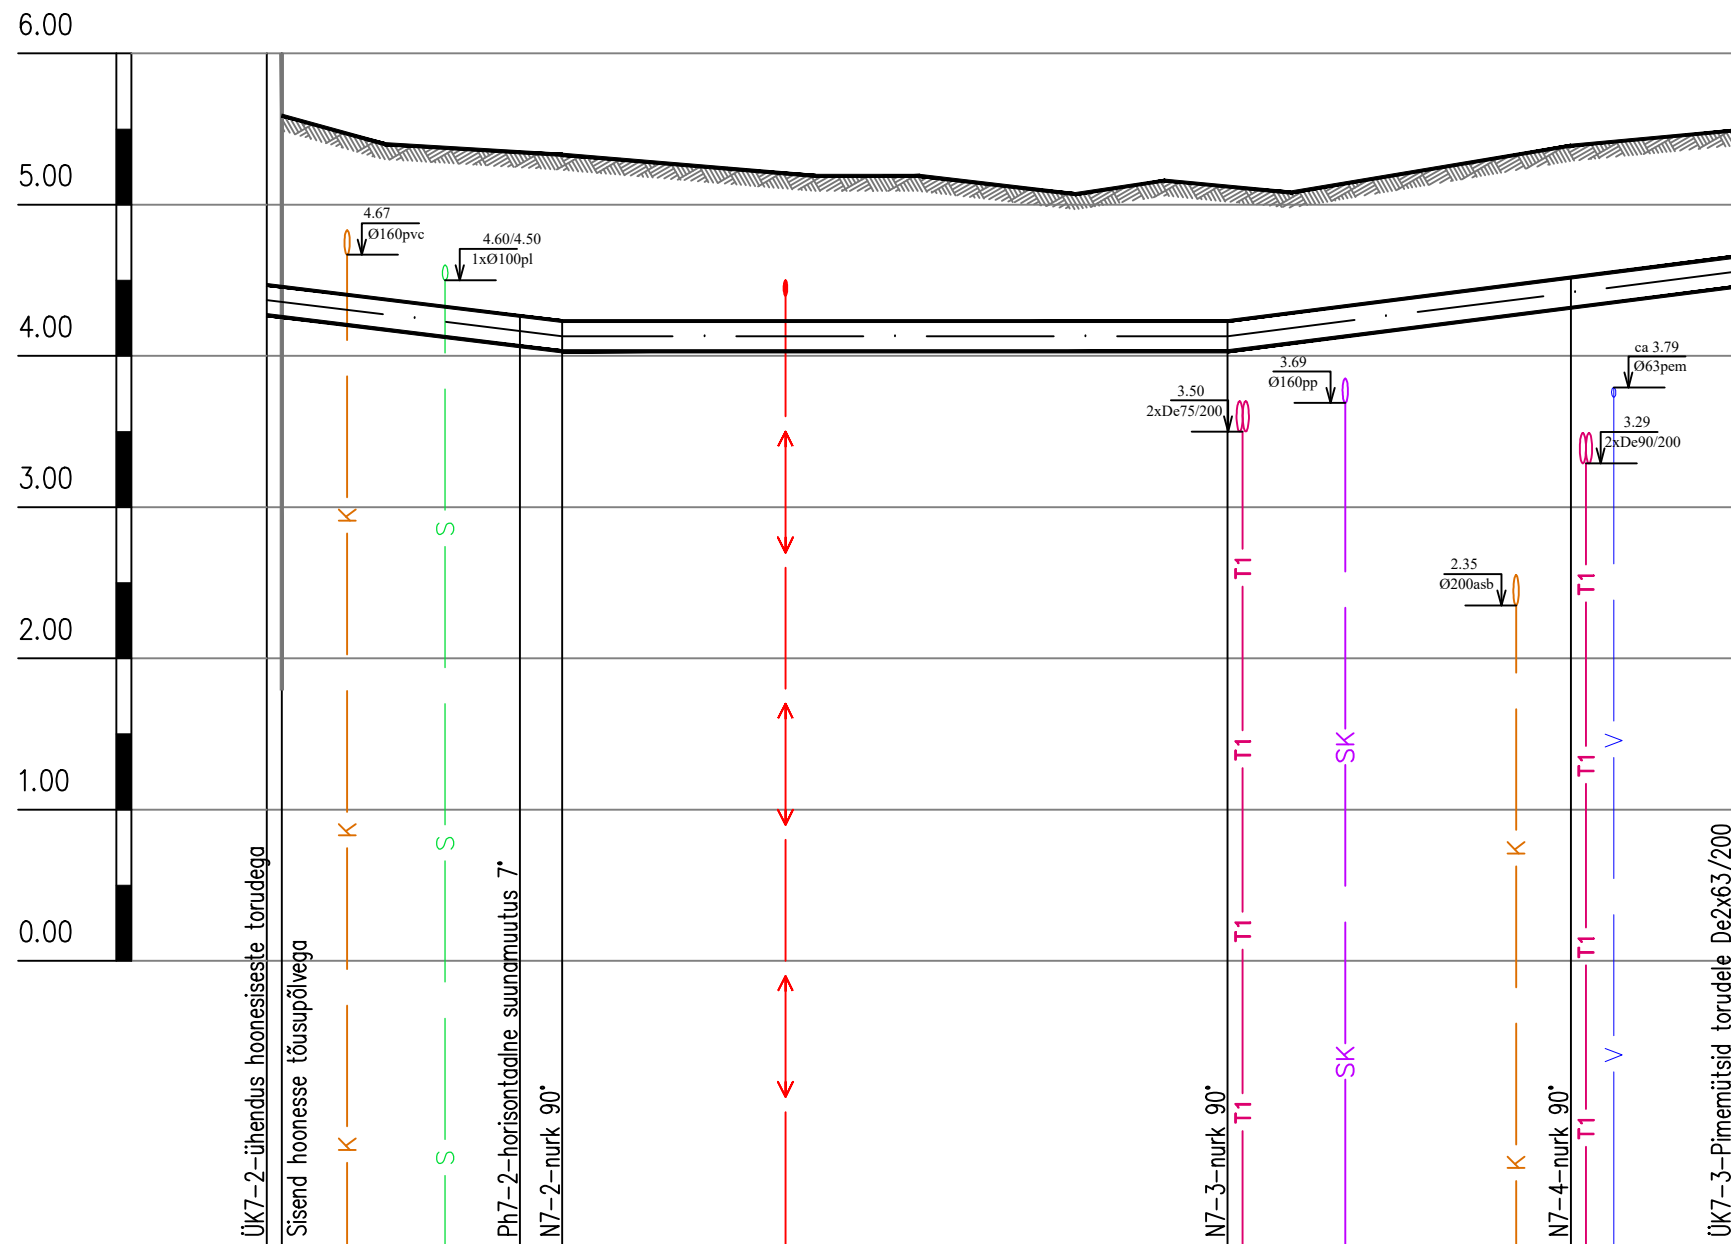 6.00
5.00
4.00
3.00
2.00
1.00
0.00
4.67
Ø160pvc
4.60/4.50
1xØ100pl
3.50
2xDe75/200
3.69
Ø160pp
2.35
Ø200asb
ca 3.79
Ø63pem
3.29
2xDe90/200
ÜK7-2-ühendus hoonesiseste torudega
Sisend hoonesse tõusupõlvega
K
K
K
S
S
S
Ph7-2-horisontaalne suunamuutus 7°
N7-2-nurk 90°
N7-3-nurk 90°
T1
T1
T1
T1
SK
SK
K
K
N7-4-nurk 90°
T1
T1
T1
T1
V
V
ÜK7-3-Pimemütsid torudele De2x63/200